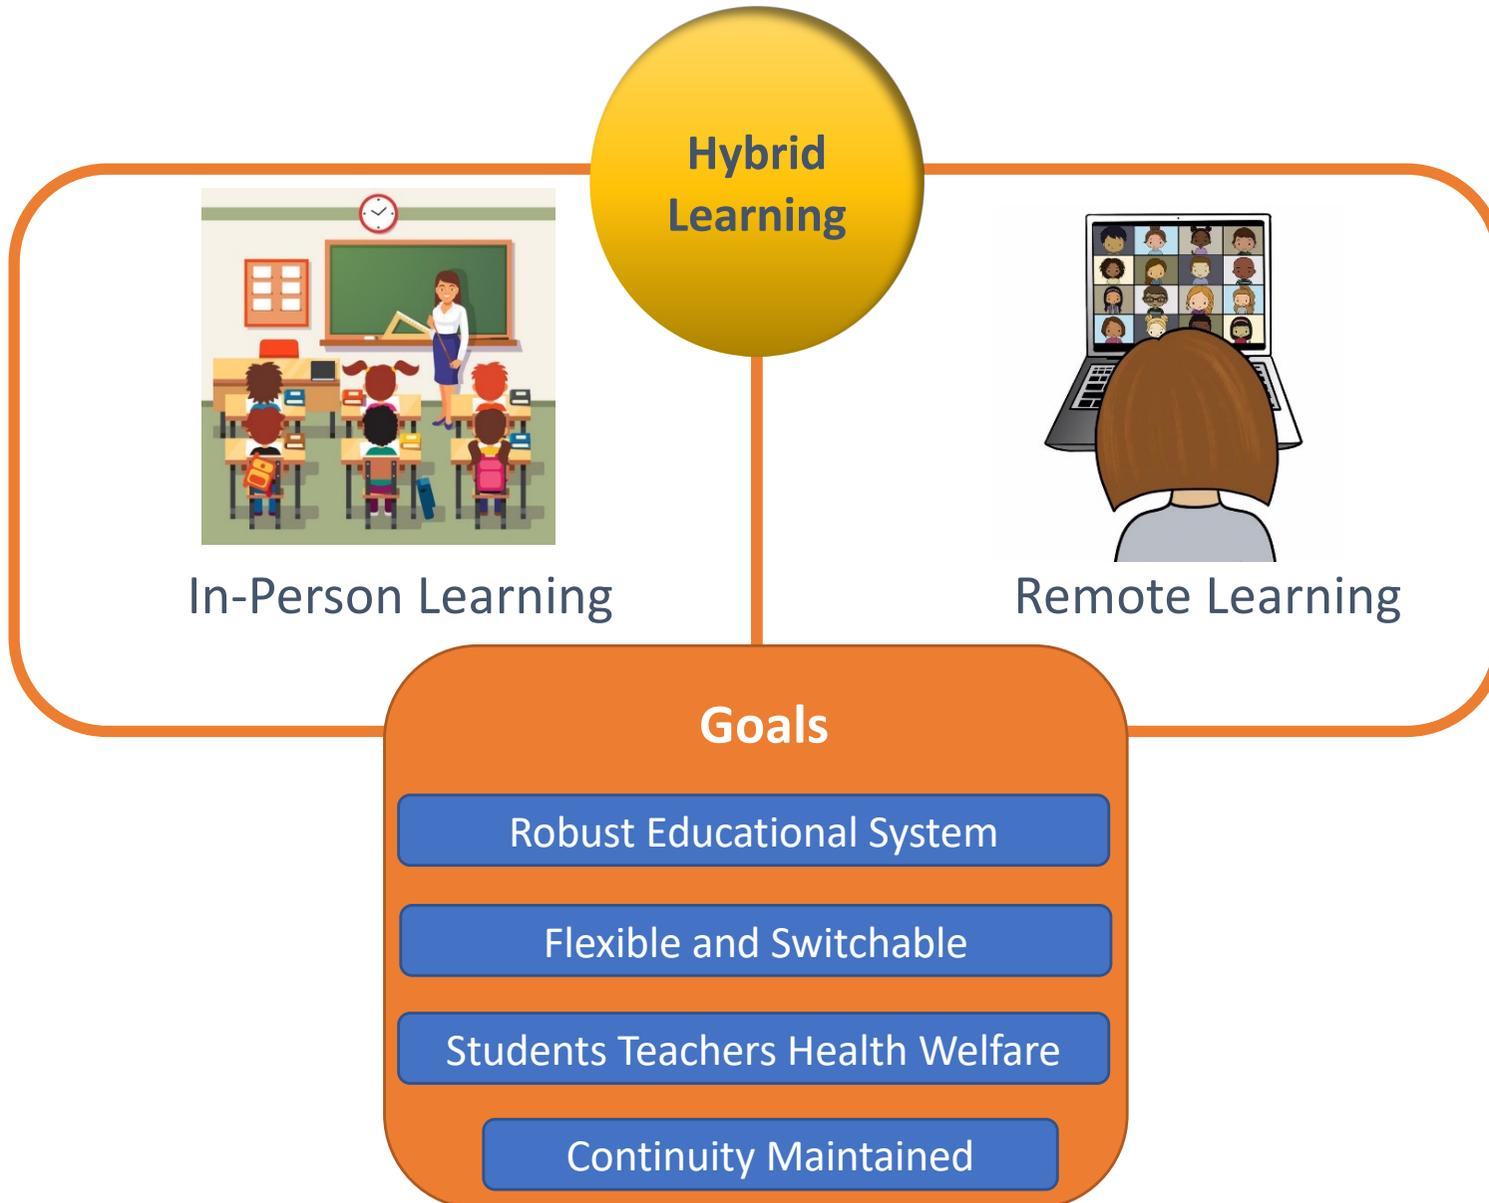 Hybrid
Learning
In-Person Learning
Remote Learning
Goals
Robust Educational System
Flexible and Switchable
Students Teachers Health Welfare
Continuity Maintained